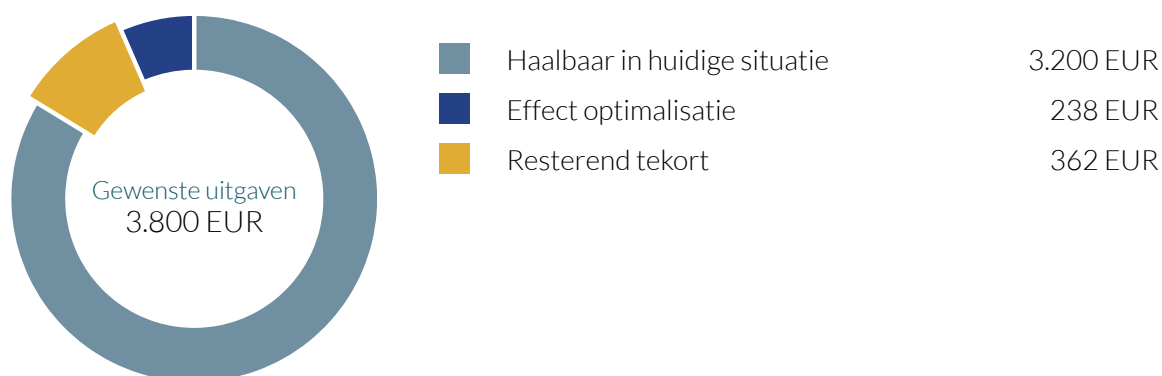 Gewenste uitgaven
3.800 EUR
Haalbaar in huidige situatie 3.200 EUR
Effect optimalisatie 238 EUR
Resterend tekort 362 EUR